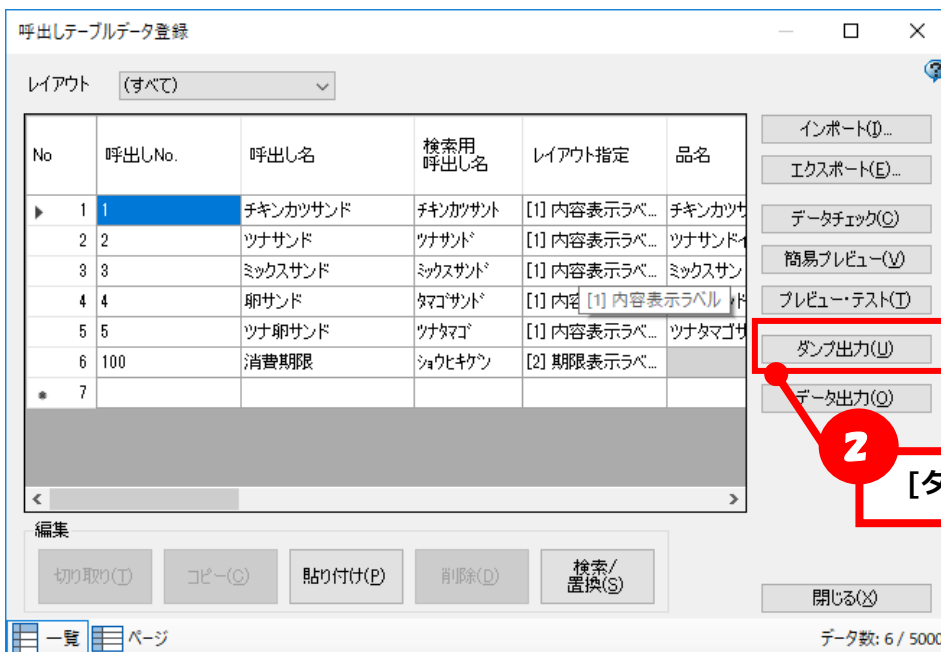 呼出しテーブルデータ登録
レイアウト (すべて)
No 呼出しNo. 呼出し名 検索用呼出し名 レイアウト指定 品名
1 1 チキンカツサンド ﾁｷﾝｶﾂｻﾝﾄ [1] 内容表示ラベ... チキンカツサ
2 2 ツナサンド ﾂﾅｻﾝﾄﾞ [1] 内容表示ラベ... ツナサンドイ
3 3 ミックスサンド ﾐｯｸｽｻﾝﾄﾞ [1] 内容表示ラベ... ミックスサン
4 4 卵サンド ﾀﾏｺﾞｻﾝﾄﾞ [1] 内容 [1] 内容表示ラベル ド
5 5 ツナ卵サンド ﾂﾅﾀﾏｺﾞ [1] 内容表示ラベ... ツナタマゴサ
6 100 消費期限 ｼｮｳﾋｷｹﾞﾝ [2] 期限表示ラベ...
7
インポート(I)...
エクスポート(E)...
データチェック(C)
簡易プレビュー(V)
プレビュー・テスト(T)
ダンプ出力(U)
データ出力(O)
2
[ダ
編集
切り取り(T) コピー(C) 貼り付け(P) 削除(D) 検索/置換(S)
閉じる(X)
一覧 ページ
データ数: 6 / 5000